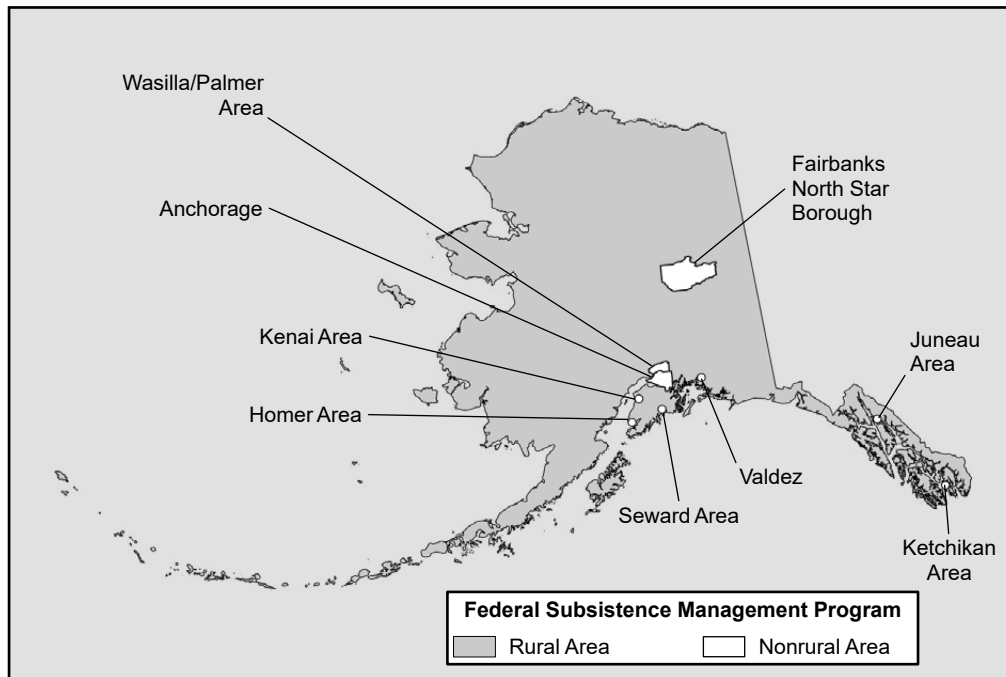 Wasilla/Palmer
Area
Anchorage
Fairbanks
North Star
Borough
Kenai Area
Homer Area
Juneau
Area
Valdez
Seward Area
Ketchikan
Area
Federal Subsistence Management Program
Rural Area
Nonrural Area